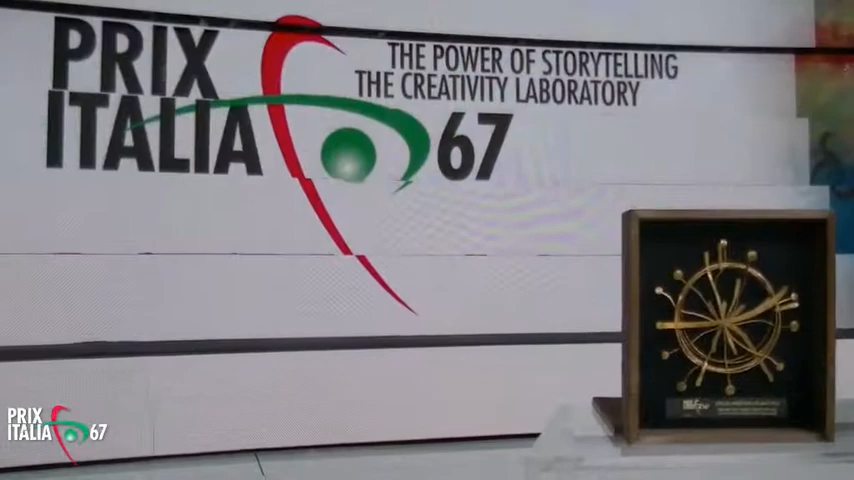 PRIX
ITALIA
67
THE POWER OF STORYTELLING
THE CREATIVITY LABORATORY
PRIX
ITALIA 67